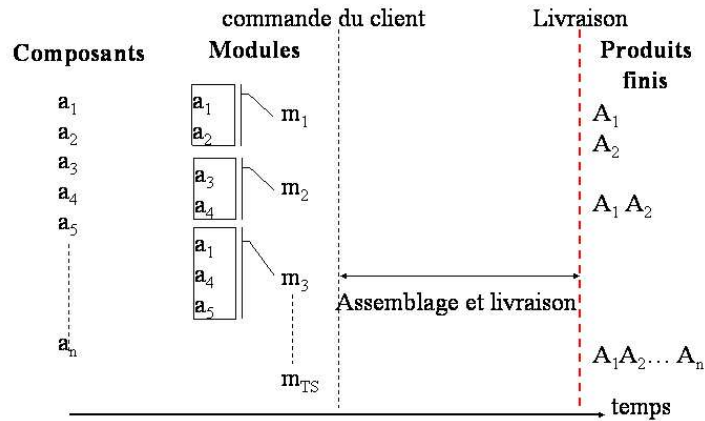 commande du client
Livraison
Composants
Modules
Produits
finis
a₁
a₂
a₃
a₄
a₅
aₙ
a₁
a₂
m₁
a₃
a₄
m₂
a₁
a₄
a₅
m₃
m_TS
Assemblage et livraison
A₁
A₂
A₁ A₂
A₁A₂… Aₙ
temps